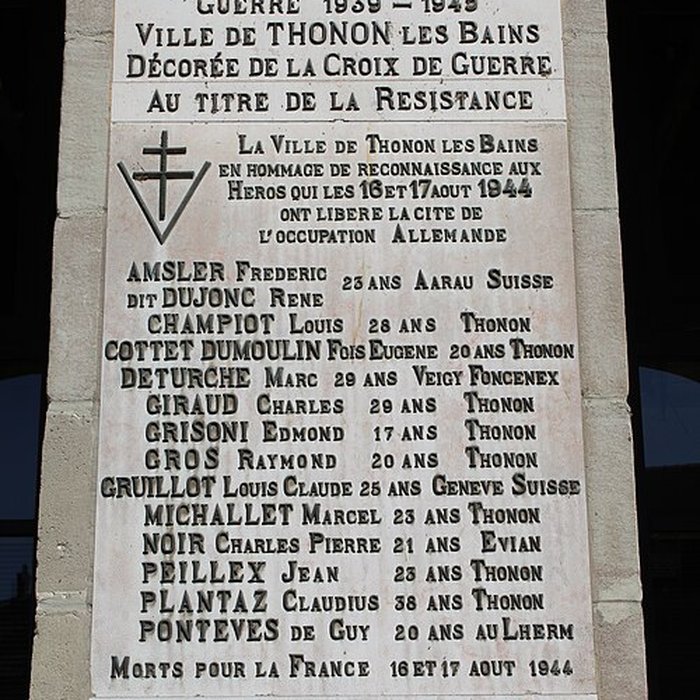 GUERRE 1939 – 1945
VILLE DE THONON LES BAINS
DÉCORÉE DE LA CROIX DE GUERRE
AU TITRE DE LA RESISTANCE
LA VILLE DE THONON LES BAINS
EN HOMMAGE DE RECONNAISSANCE AUX
HEROS QUI LES 16 ET 17 AOUT 1944
ONT LIBERE LA CITE DE
L'OCCUPATION ALLEMANDE
AMSLER FREDERIC
DIT DUJONC RENE 23 ANS AARAU SUISSE
CHAMPIOT LOUIS 28 ANS THONON
COTTET DUMOULIN FOIS EUGENE 20 ANS THONON
DETURCHE MARC 29 ANS VEIGY FONCENEX
GIRAUD CHARLES 29 ANS THONON
GRISONI EDMOND 17 ANS THONON
GROS RAYMOND 20 ANS THONON
GRUILLOT LOUIS CLAUDE 25 ANS GENEVE SUISSE
MICHALLET MARCEL 23 ANS THONON
NOIR CHARLES PIERRE 21 ANS EVIAN
PEILLEX JEAN 23 ANS THONON
PLANTAZ CLAUDIUS 38 ANS THONON
PONTEVES DE GUY 20 ANS AU LHERM
MORTS POUR LA FRANCE 16 ET 17 AOUT 1944